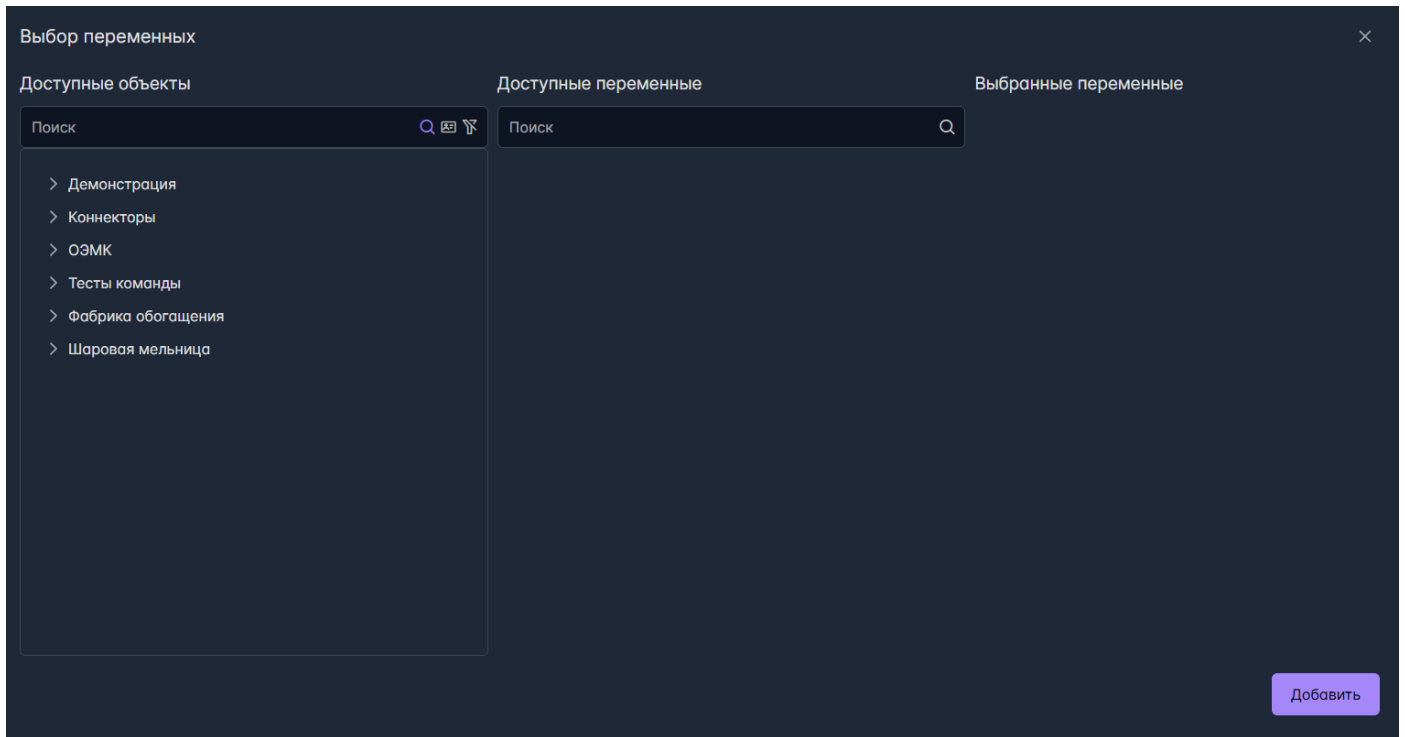 Выбор переменных
Доступные объекты
Доступные переменные
Выбранные переменные
Поиск
Поиск
Демонстрация
Коннекторы
ОЭМК
Тесты команды
Фабрика обогащения
Шаровая мельница
Добавить